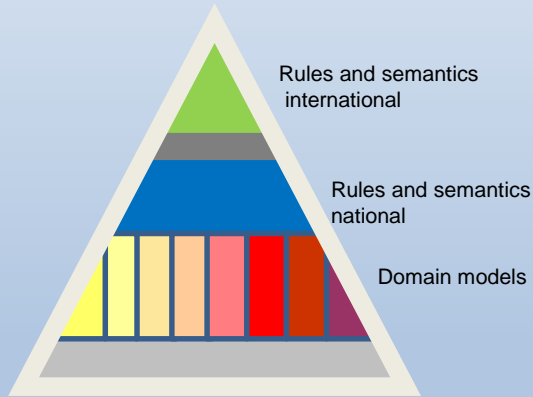 Rules and semantics
international
Rules and semantics
national
Domain models